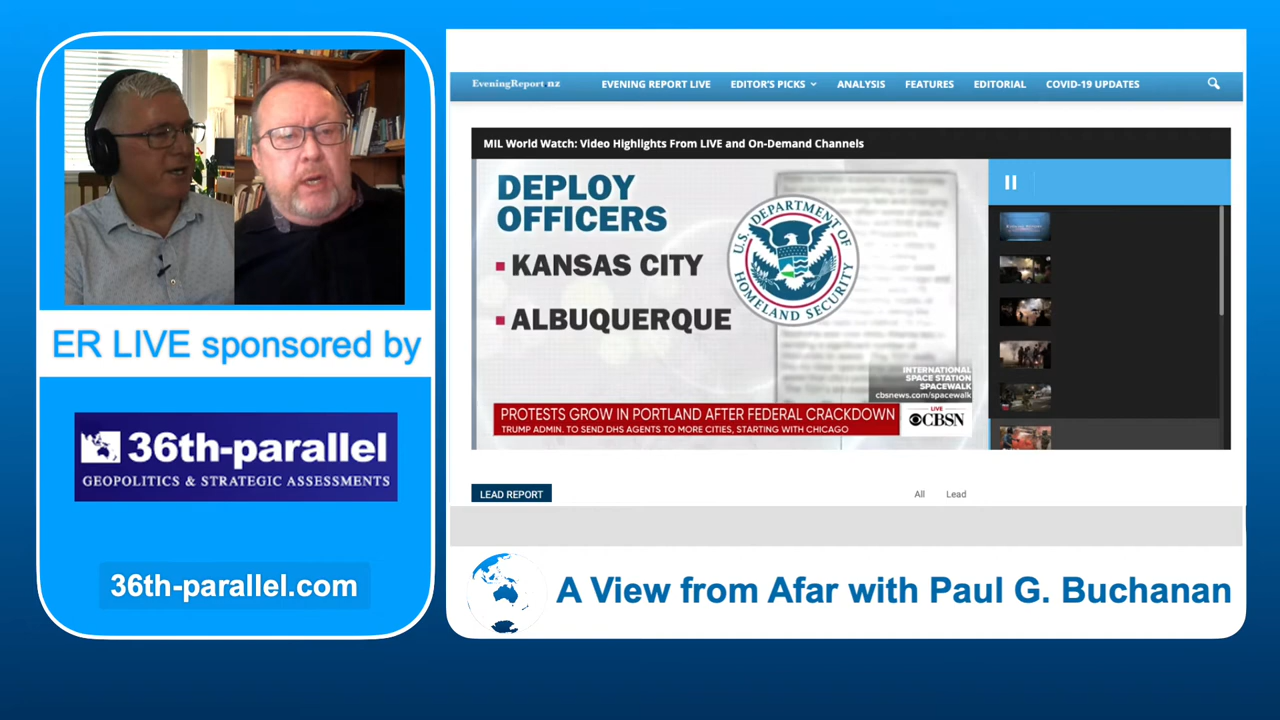 ER LIVE sponsored by
36th-parallel
GEOPOLITICS & STRATEGIC ASSESSMENTS
36th-parallel.com
EveningReport nz
EVENING REPORT LIVE
EDITOR'S PICKS
ANALYSIS
FEATURES
EDITORIAL
COVID-19 UPDATES
MIL World Watch: Video Highlights From LIVE and On-Demand Channels
DEPLOY
OFFICERS
KANSAS CITY
ALBUQUERQUE
U.S. DEPARTMENT OF
HOMELAND SECURITY
INTERNATIONAL
SPACE STATION
SPACEWALK
cbsnews.com/spacewalk
PROTESTS GROW IN PORTLAND AFTER FEDERAL CRACKDOWN
TRUMP ADMIN. TO SEND DHS AGENTS TO MORE CITIES, STARTING WITH CHICAGO
LIVE
CBSN
LEAD REPORT
All
Lead
A View from Afar with Paul G. Buchanan